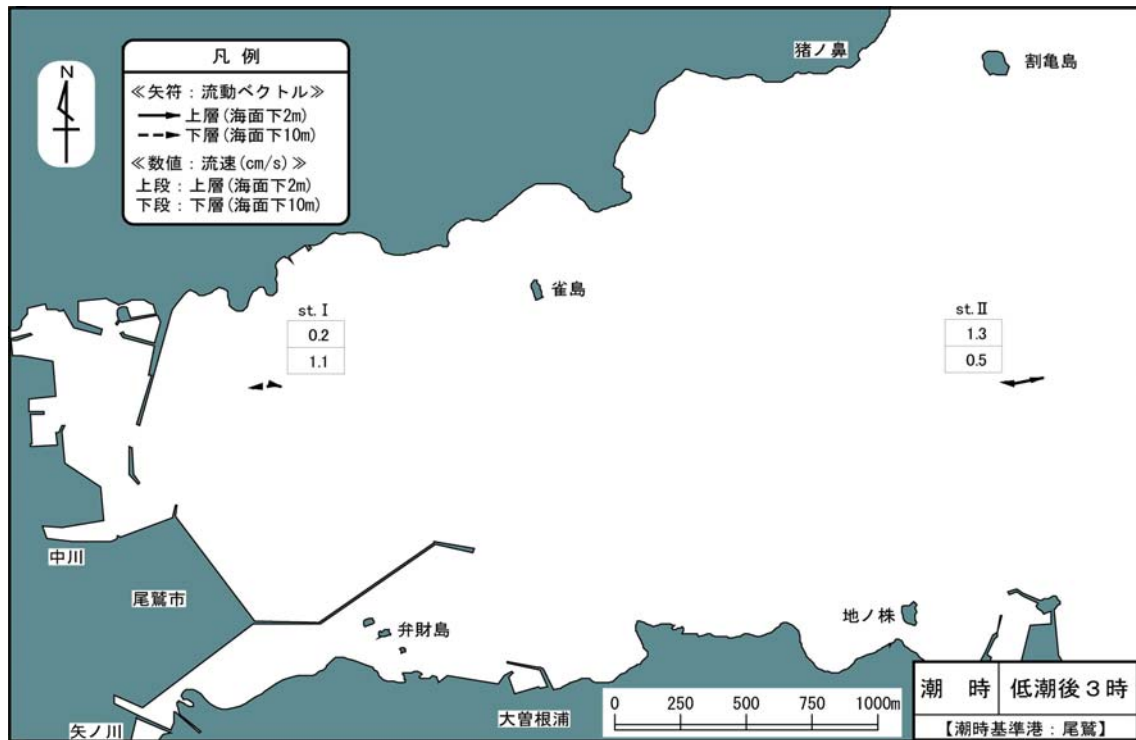 凡 例
N
≪矢符：流動ベクトル≫
上層(海面下2m)
下層(海面下10m)
≪数値：流速(cm/s)≫
上段：上層(海面下2m)
下段：下層(海面下10m)
猪ノ鼻
割亀島
雀島
st.Ⅰ
0.2
1.1
st.Ⅱ
1.3
0.5
中川
尾鷲市
弁財島
地ノ株
矢ノ川
大曽根浦
0 250 500 750 1000m
潮 時 低潮後３時
【潮時基準港：尾鷲】